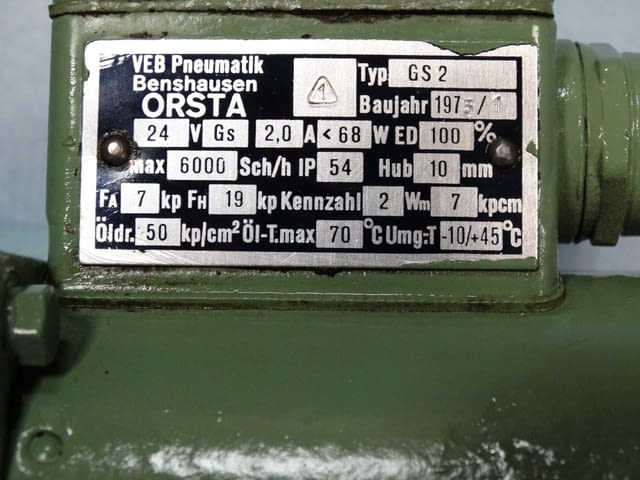 VEB Pneumatik
Benshausen
ORSTA
1
Typ GS 2
Baujahr 1975/1
24 V Gs 2,0 A <68 W ED 100 %
max 6000 Sch/h IP 54 Hub 10 mm
FA 7 kp FH 19 kp Kennzahl 2 Wm 7 kpcm
Öldr. 50 kp/cm² Öl-T.max 70 °C Umg-T -10/+45 °C